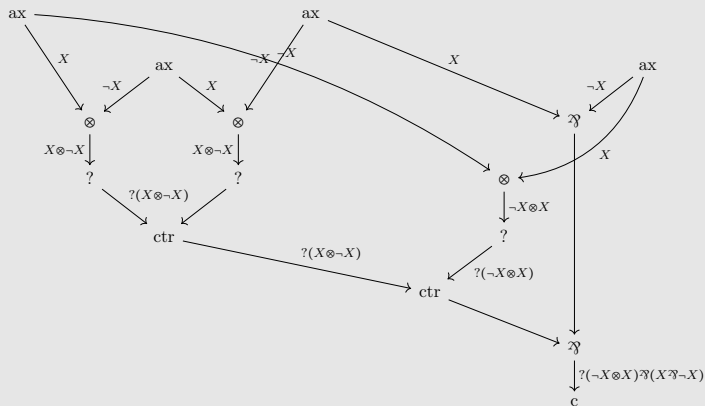 ax
ax
X
¬X
¬X
X
ax
ax
¬X
X
¬X
⊗
⊗
⅋
X⊗¬X
X⊗¬X
X
?
?
⊗
?(X⊗¬X)
¬X⊗X
ctr
?
?(X⊗¬X)
?(¬X⊗X)
ctr
⅋
?(¬X⊗X)⅋(X⅋¬X)
c